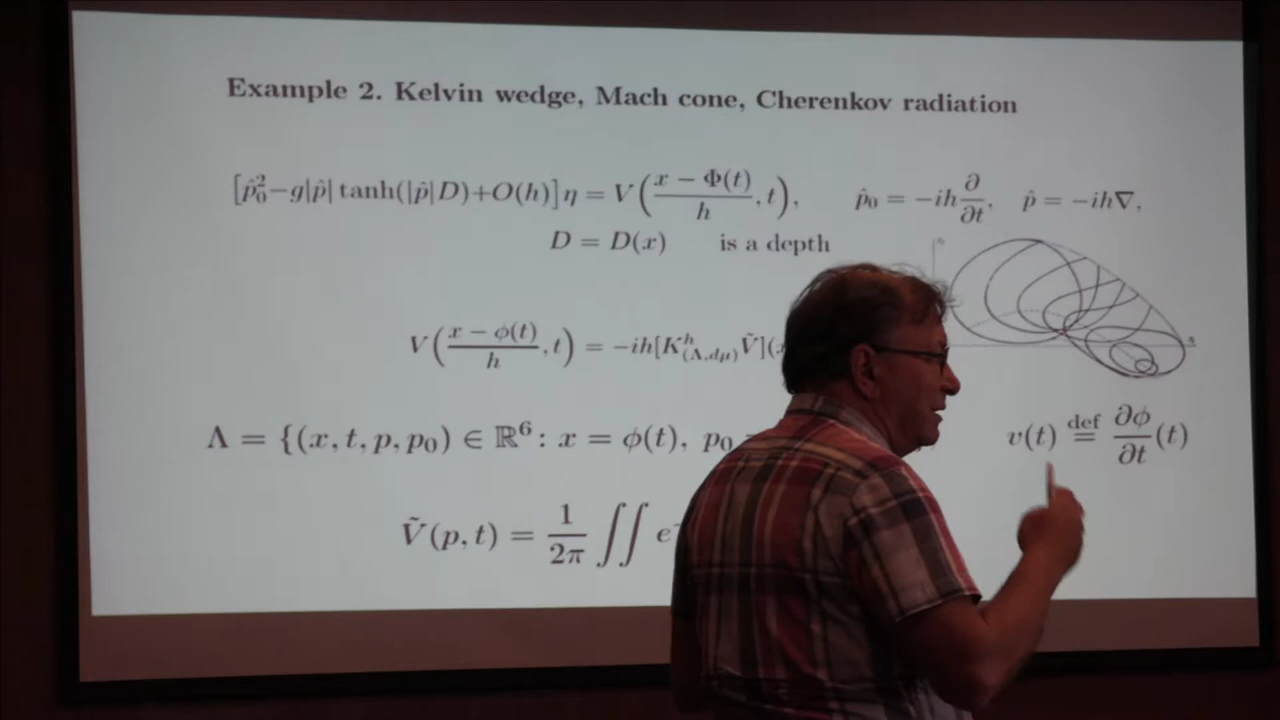 Example 2. Kelvin wedge, Mach cone, Cherenkov radiation
[p̂₀² − g|p̂| tanh(|p̂|D)+O(h)]η = V((x − Φ(t))/h, t), p̂₀ = −ih ∂/∂t, p̂ = −ih∇,
D = D(x) is a depth
V((x − ϕ(t))/h, t) = −ih[K^h_(Λ,dμ) Ṽ](
Λ = {(x, t, p, p₀) ∈ ℝ⁶: x = ϕ(t), p₀ v(t) def= ∂ϕ/∂t (t)
Ṽ(p, t) = 1/2π ∬ e